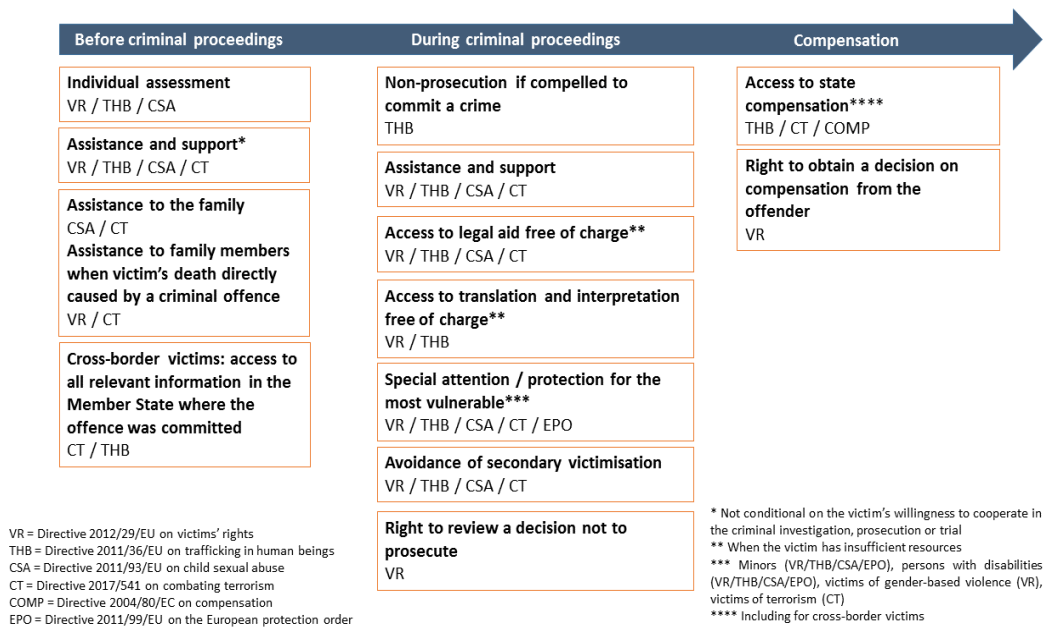 Before criminal proceedings
During criminal proceedings
Compensation
Individual assessment
VR / THB / CSA
Assistance and support*
VR / THB / CSA / CT
Assistance to the family
CSA / CT
Assistance to family members
when victim's death directly
caused by a criminal offence
VR / CT
Cross-border victims: access to
all relevant information in the
Member State where the
offence was committed
CT / THB
Non-prosecution if compelled to
commit a crime
THB
Assistance and support
VR / THB / CSA / CT
Access to legal aid free of charge**
VR / THB / CSA / CT
Access to translation and interpretation
free of charge**
VR / THB
Special attention / protection for the
most vulnerable***
VR / THB / CSA / CT / EPO
Avoidance of secondary victimisation
VR / THB / CSA / CT
Right to review a decision not to
prosecute
VR
Access to state
compensation****
THB / CT / COMP
Right to obtain a decision on
compensation from the
offender
VR
VR = Directive 2012/29/EU on victims' rights
THB = Directive 2011/36/EU on trafficking in human beings
CSA = Directive 2011/93/EU on child sexual abuse
CT = Directive 2017/541 on combating terrorism
COMP = Directive 2004/80/EC on compensation
EPO = Directive 2011/99/EU on the European protection order
* Not conditional on the victim's willingness to cooperate in
the criminal investigation, prosecution or trial
** When the victim has insufficient resources
*** Minors (VR/THB/CSA/EPO), persons with disabilities
(VR/THB/CSA/EPO), victims of gender-based violence (VR),
victims of terrorism (CT)
**** Including for cross-border victims